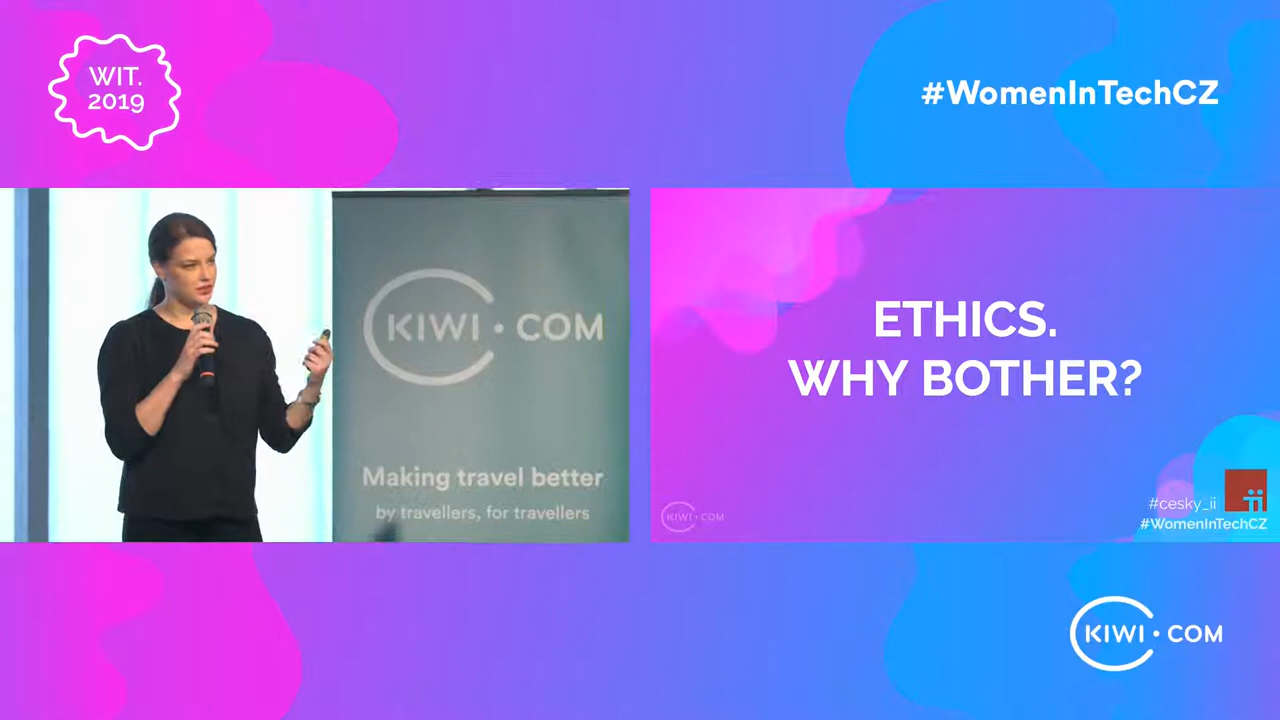 WIT.
2019
#WomenInTechCZ
KIWI·COM
Making travel better
by travellers, for travellers
ETHICS.
WHY BOTHER?
KIWI·COM
#cesky_ii
ii
#WomenInTechCZ
KIWI·COM